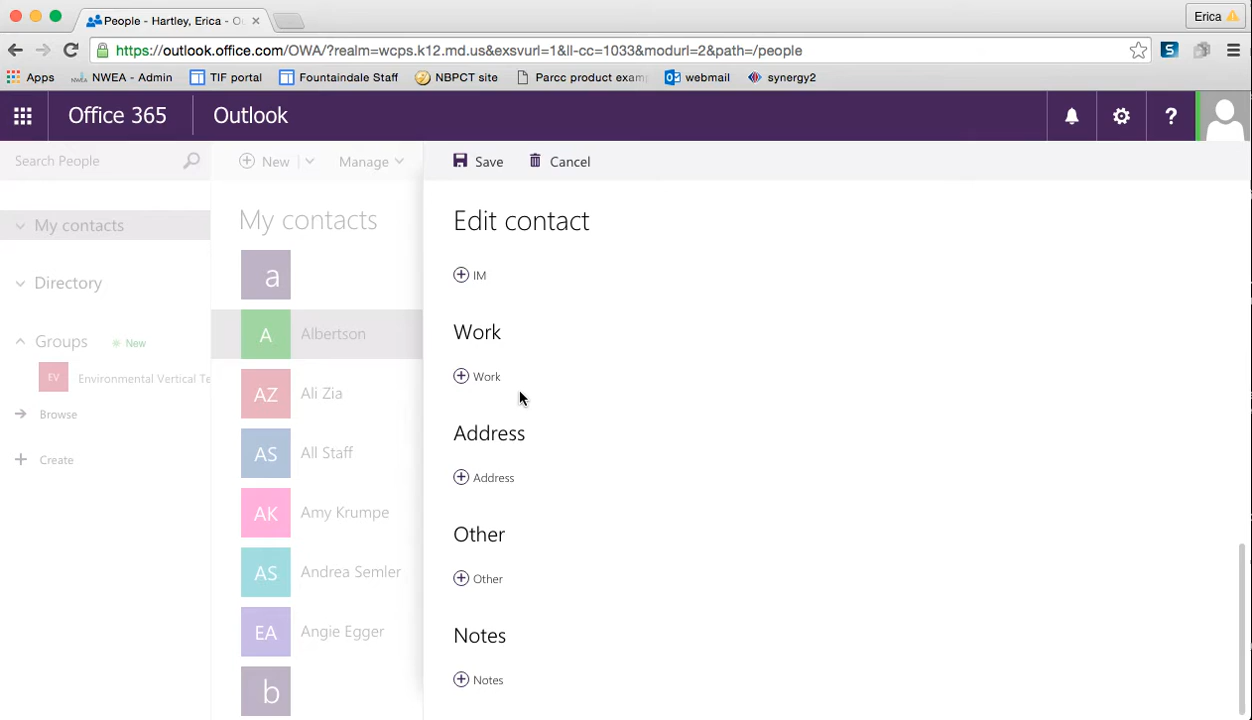 People - Hartley, Erica - O
Erica
https://outlook.office.com/OWA/?realm=wcps.k12.md.us&exsvurl=1&ll-cc=1033&modurl=2&path=/people
S
Apps NWEA - Admin TIF portal Fountaindale Staff NBPCT site Parcc product exam webmail synergy2
Office 365 Outlook ?
Search People New Manage Save Cancel
My contacts
My contacts
Edit contact
a
IM
Directory
A Albertson
Work
Groups New
EV Environmental Vertical Te
Work
AZ Ali Zia
Browse
Address
AS All Staff
Create
Address
AK Amy Krumpe
Other
AS Andrea Semler
Other
EA Angie Egger
Notes
Notes
b